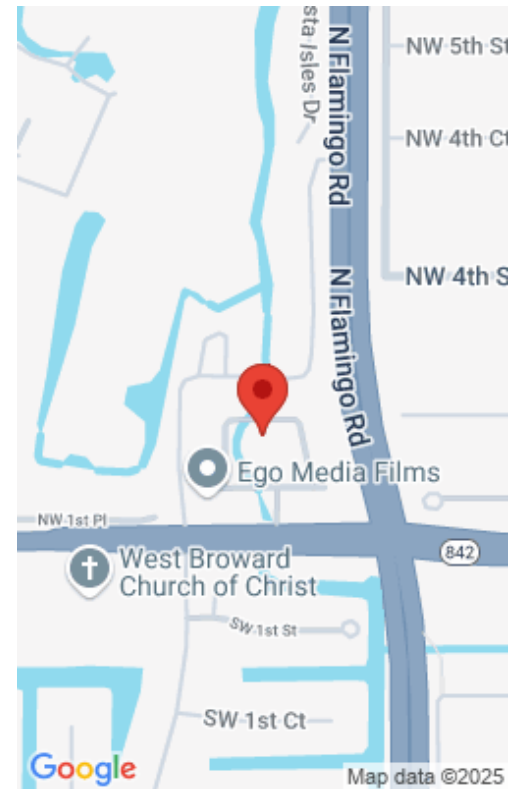 sta Isles Dr
N Flamingo Rd
NW 5th St
NW 4th Ct
NW 4th S
N Flamingo Rd
Ego Media Films
NW 1st Pl
842
West Broward
Church of Christ
SW 1st St
SW 1st Ct
Google
Map data ©2025